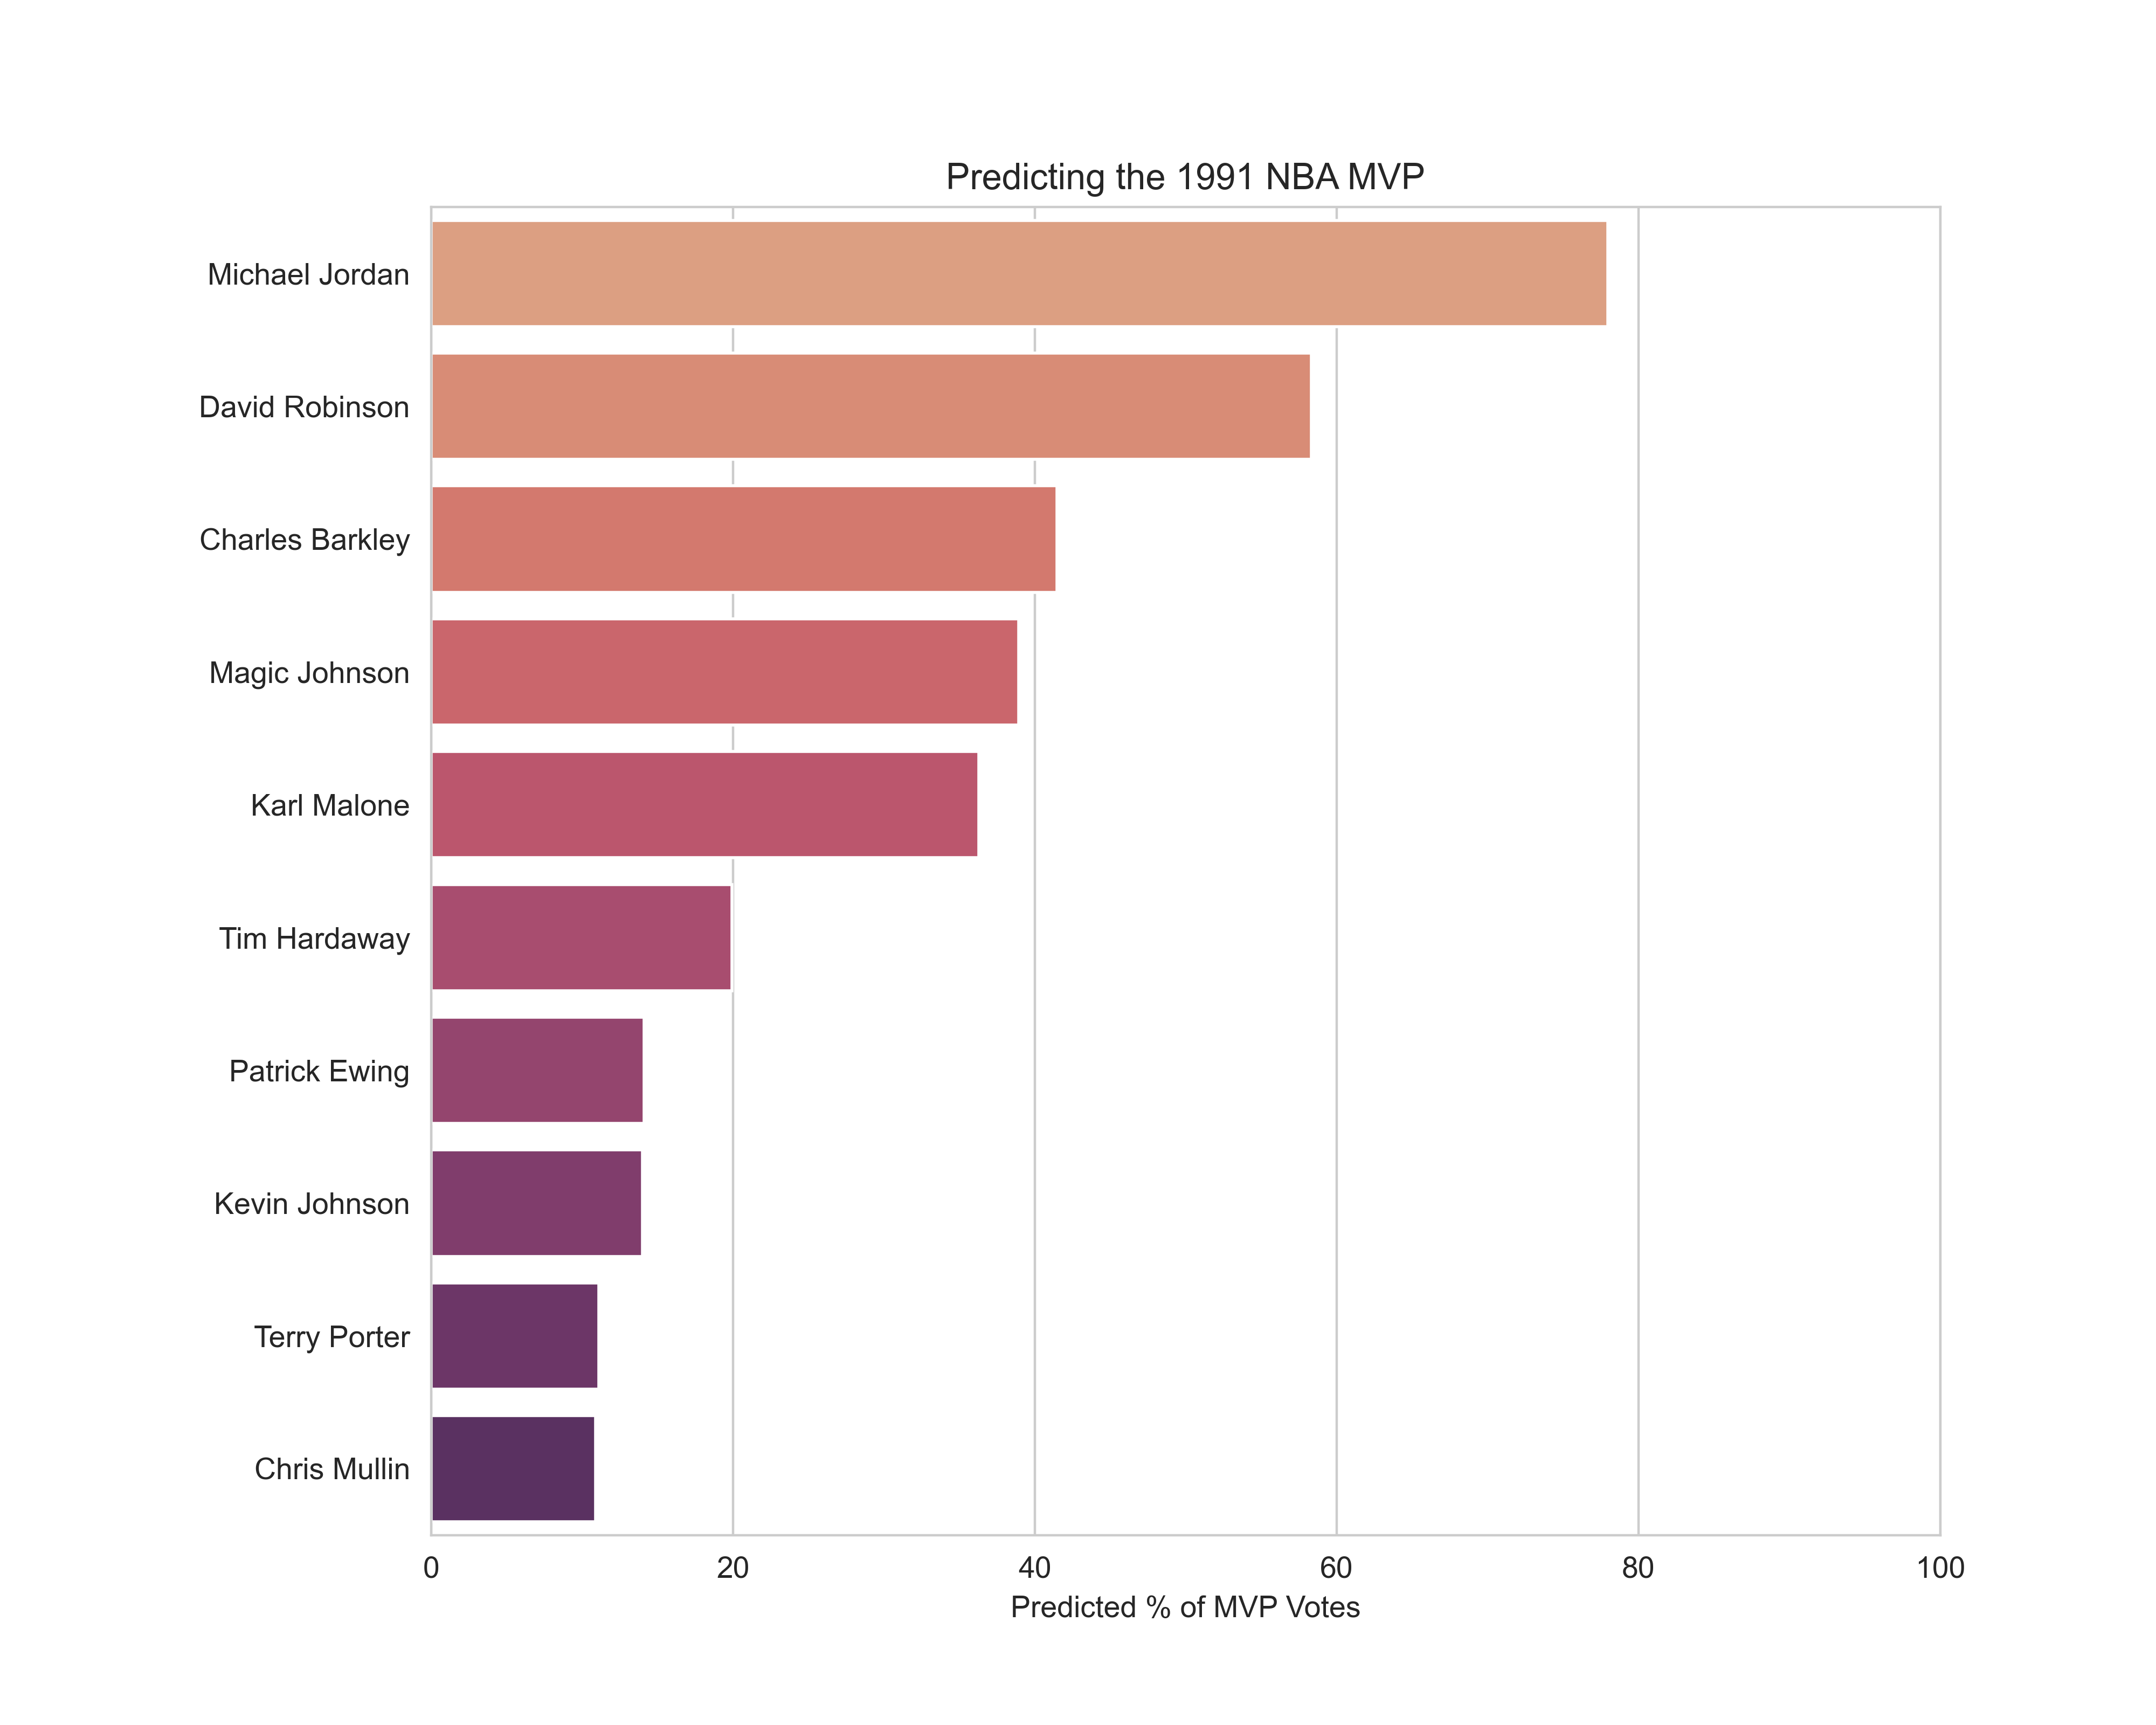 Predicting the 1991 NBA MVP
Michael Jordan
David Robinson
Charles Barkley
Magic Johnson
Karl Malone
Tim Hardaway
Patrick Ewing
Kevin Johnson
Terry Porter
Chris Mullin
0 20 40 60 80 100
Predicted % of MVP Votes